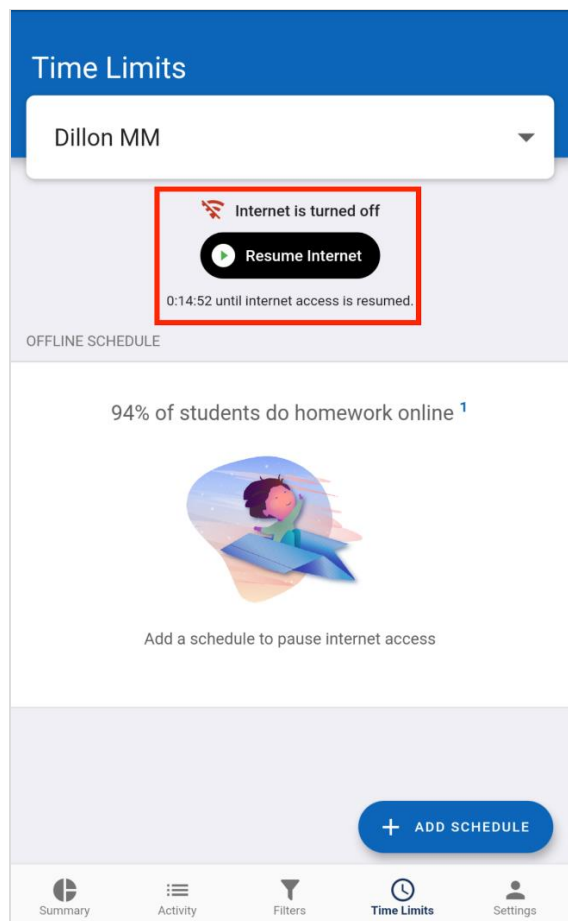 Time Limits
Dillon MM
Internet is turned off
Resume Internet
0:14:52 until internet access is resumed.
OFFLINE SCHEDULE
94% of students do homework online 1
Add a schedule to pause internet access
+ ADD SCHEDULE
Summary Activity Filters Time Limits Settings